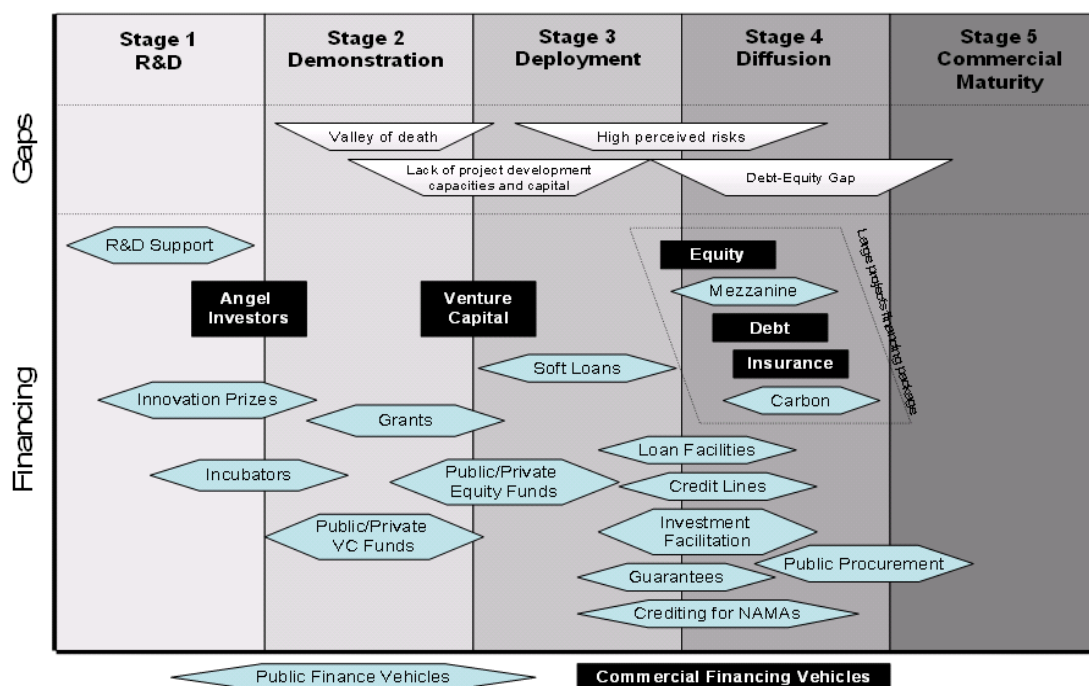 Stage 1
R&D
Stage 2
Demonstration
Stage 3
Deployment
Stage 4
Diffusion
Stage 5
Commercial
Maturity
Gaps
Valley of death
High perceived risks
Lack of project development
capacities and capital
Debt-Equity Gap
Financing
R&D Support
Angel
Investors
Venture
Capital
Equity
Mezzanine
Debt
Insurance
Carbon
Large projects financing package
Soft Loans
Innovation Prizes
Grants
Incubators
Public/Private
Equity Funds
Public/Private
VC Funds
Loan Facilities
Credit Lines
Investment
Facilitation
Public Procurement
Guarantees
Crediting for NAMAs
Public Finance Vehicles
Commercial Financing Vehicles